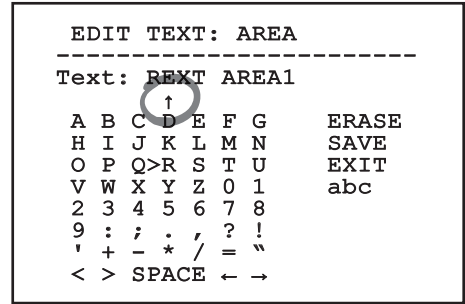 EDIT TEXT: AREA
---------------------------
Text: REXT AREA1
↑
A B C D E F G ERASE
H I J K L M N SAVE
O P Q>R S T U EXIT
V W X Y Z 0 1 abc
2 3 4 5 6 7 8
9 : ; . , ? !
' + - * / = "
< > SPACE ← →